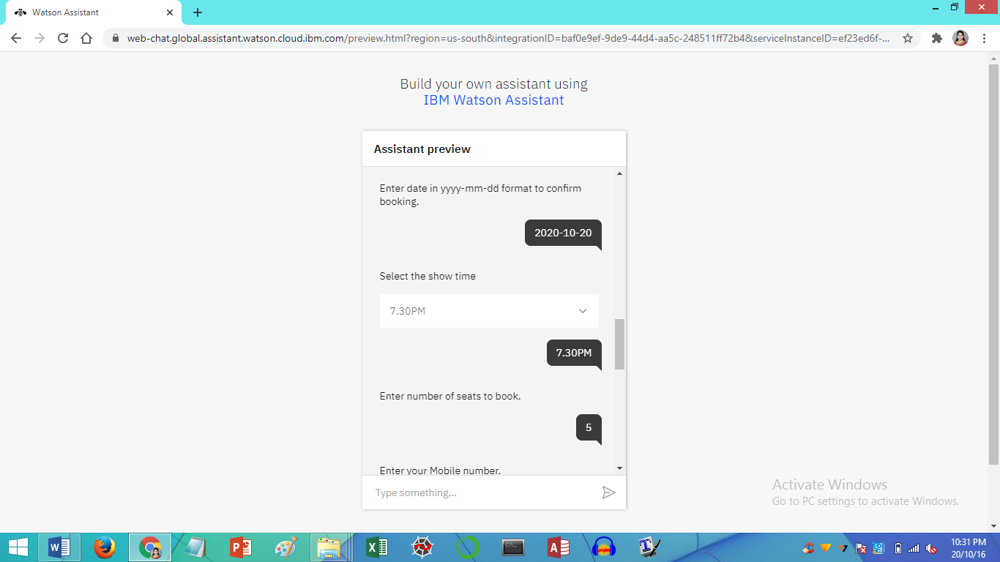 Watson Assistant
web-chat.global.assistant.watson.cloud.ibm.com/preview.html?region=us-south&integrationID=baf0e9ef-9de9-44d4-aa5c-248511ff72b4&serviceInstanceID=ef23ed6f-...
Build your own assistant using
IBM Watson Assistant
Assistant preview
Enter date in yyyy-mm-dd format to confirm
booking.
2020-10-20
Select the show time
7.30PM
7.30PM
Enter number of seats to book.
5
Enter your Mobile number.
Type something...
Activate Windows
Go to PC settings to activate Windows.
10:31 PM
20/10/16